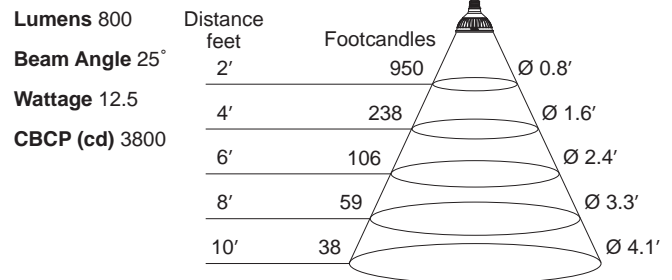 Lumens 800
Beam Angle 25˚
Wattage 12.5
CBCP (cd) 3800
Distance
feet
Footcandles
2′ 950 Ø 0.8′
4′ 238 Ø 1.6′
6′ 106 Ø 2.4′
8′ 59 Ø 3.3′
10′ 38 Ø 4.1′